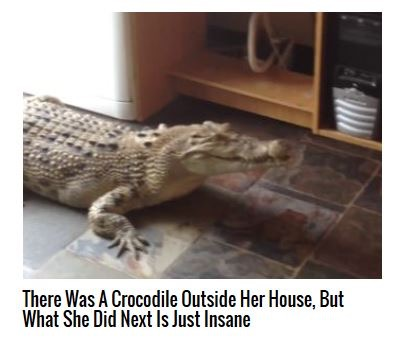 There Was A Crocodile Outside Her House, But
What She Did Next Is Just Insane